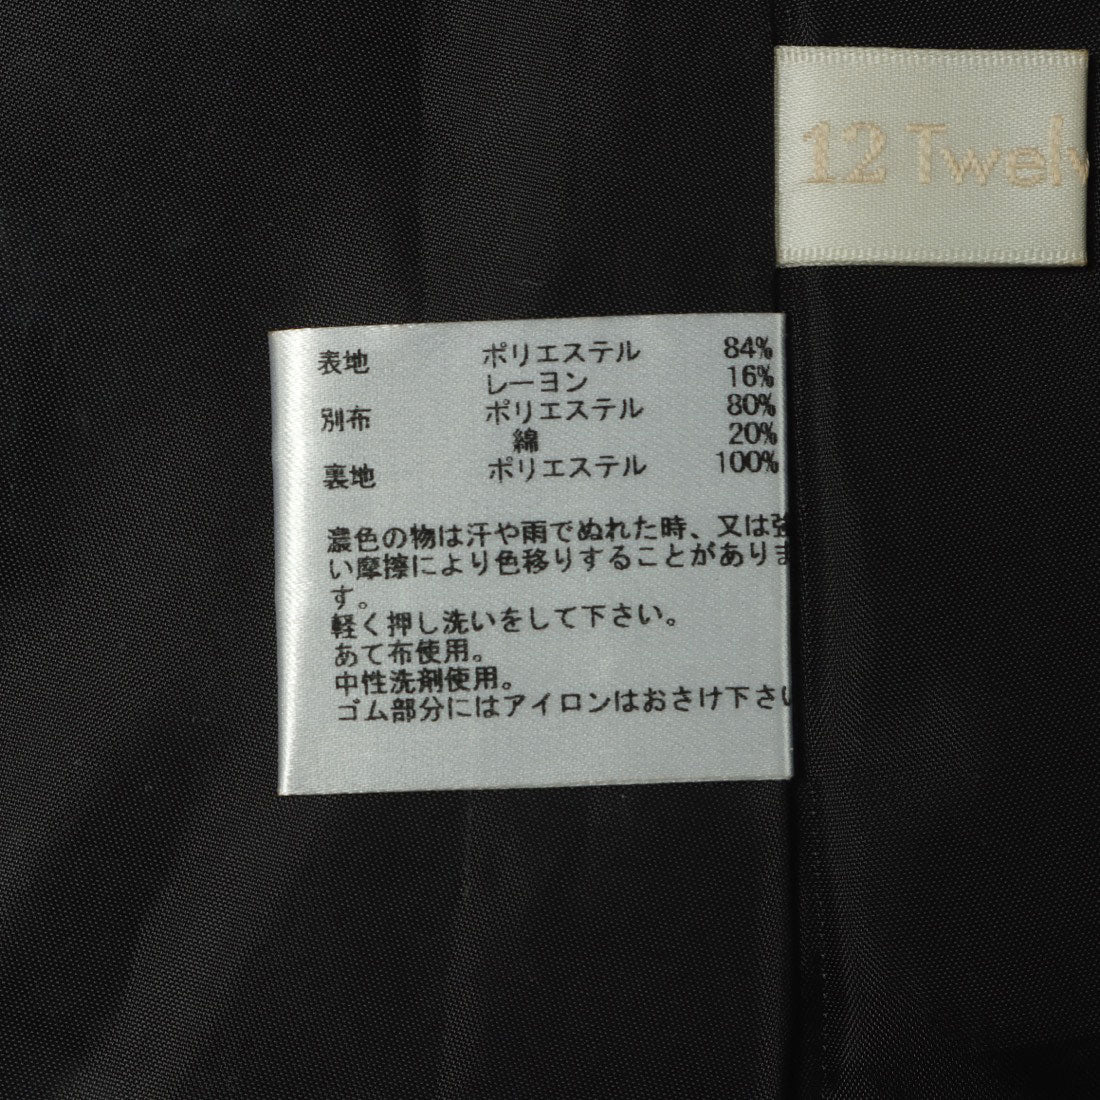 12 Twelv
表地 ポリエステル 84%
レーヨン 16%
別布 ポリエステル 80%
綿 20%
裏地 ポリエステル 100%
濃色の物は汗や雨でぬれた時、又は強
い摩擦により色移りすることがありま
す。
軽く押し洗いをして下さい。
あて布使用。
中性洗剤使用。
ゴム部分にはアイロンはおさけ下さい